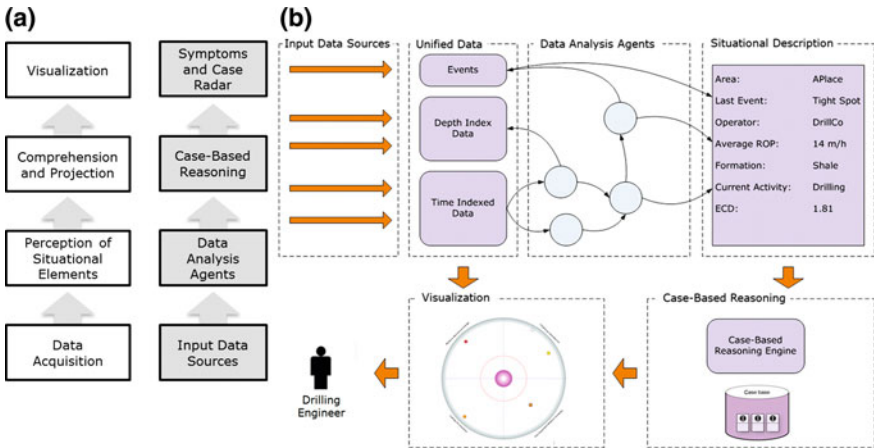 (a)
Visualization
Symptoms
and Case
Radar
Comprehension
and Projection
Case-Based
Reasoning
Perception of
Situational
Elements
Data
Analysis
Agents
Data
Acquisition
Input Data
Sources
(b)
Input Data Sources
Unified Data
Data Analysis Agents
Situational Description
Events
Depth Index
Data
Time Indexed
Data
Area: APlace
Last Event: Tight Spot
Operator: DrillCo
Average ROP: 14 m/h
Formation: Shale
Current Activity: Drilling
ECD: 1.81
Visualization
Case-Based Reasoning
Drilling
Engineer
Case-Based
Reasoning Engine
Case base